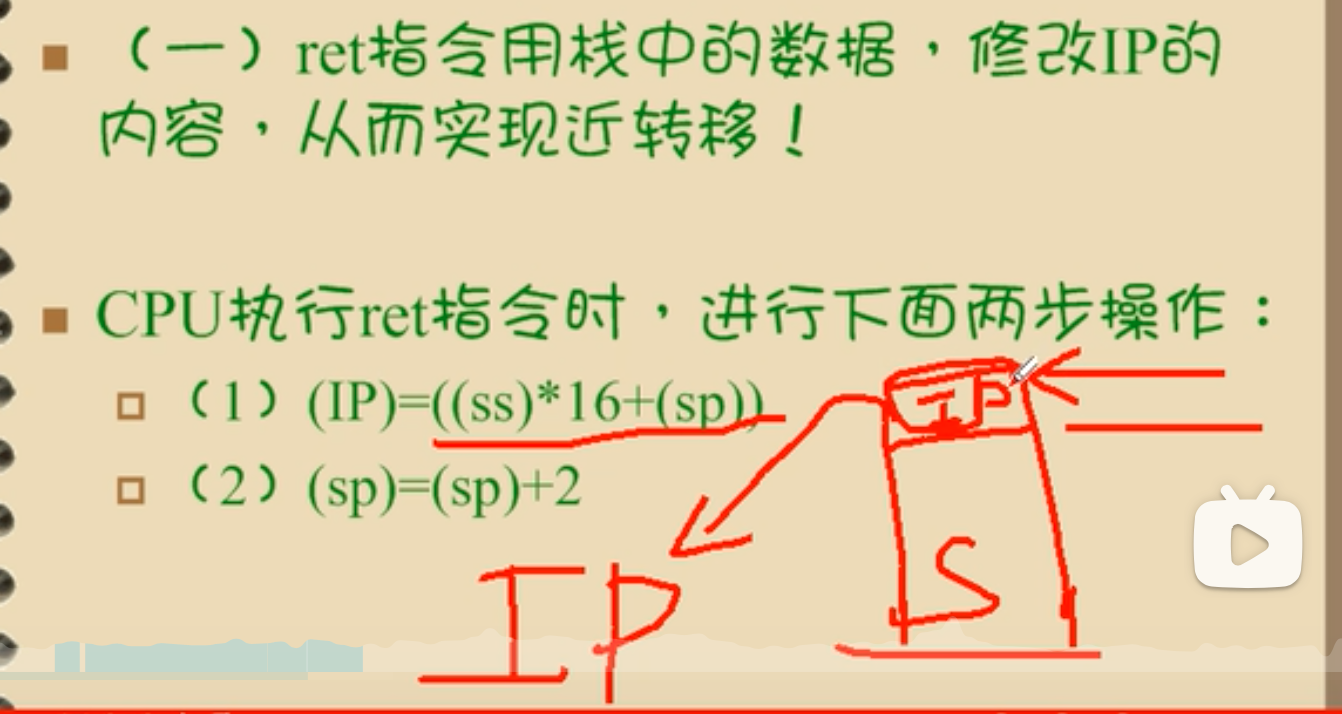 （一）ret指令用栈中的数据，修改IP的
内容，从而实现近转移！
CPU执行ret指令时，进行下面两步操作：
（1）(IP)=((ss)*16+(sp))
（2）(sp)=(sp)+2
IP
S
IP